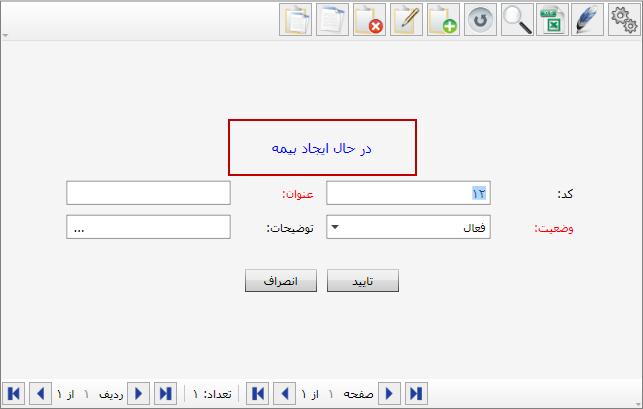 در حال ایجاد بیمه
کد: ۱۲ عنوان:
وضعیت: فعال توضیحات: ...
تایید انصراف
صفحه ۱ از ۱ تعداد: ۱ ردیف ۱ از ۱